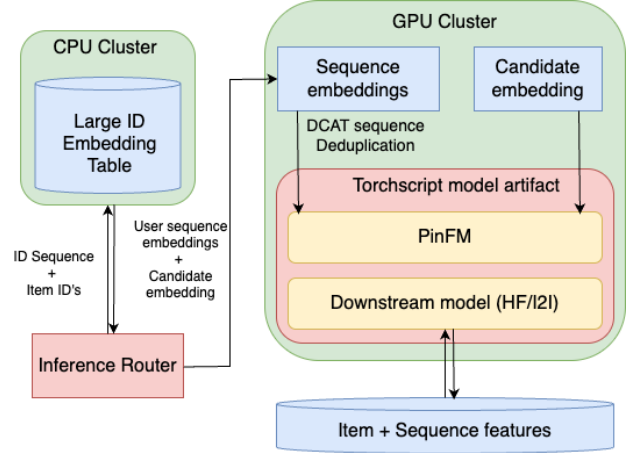 CPU Cluster
Large ID
Embedding
Table
ID Sequence
+
Item ID's
User sequence
embeddings
+
Candidate
embedding
Inference Router
GPU Cluster
Sequence
embeddings
Candidate
embedding
DCAT sequence
Deduplication
Torchscript model artifact
PinFM
Downstream model (HF/I2I)
Item + Sequence features